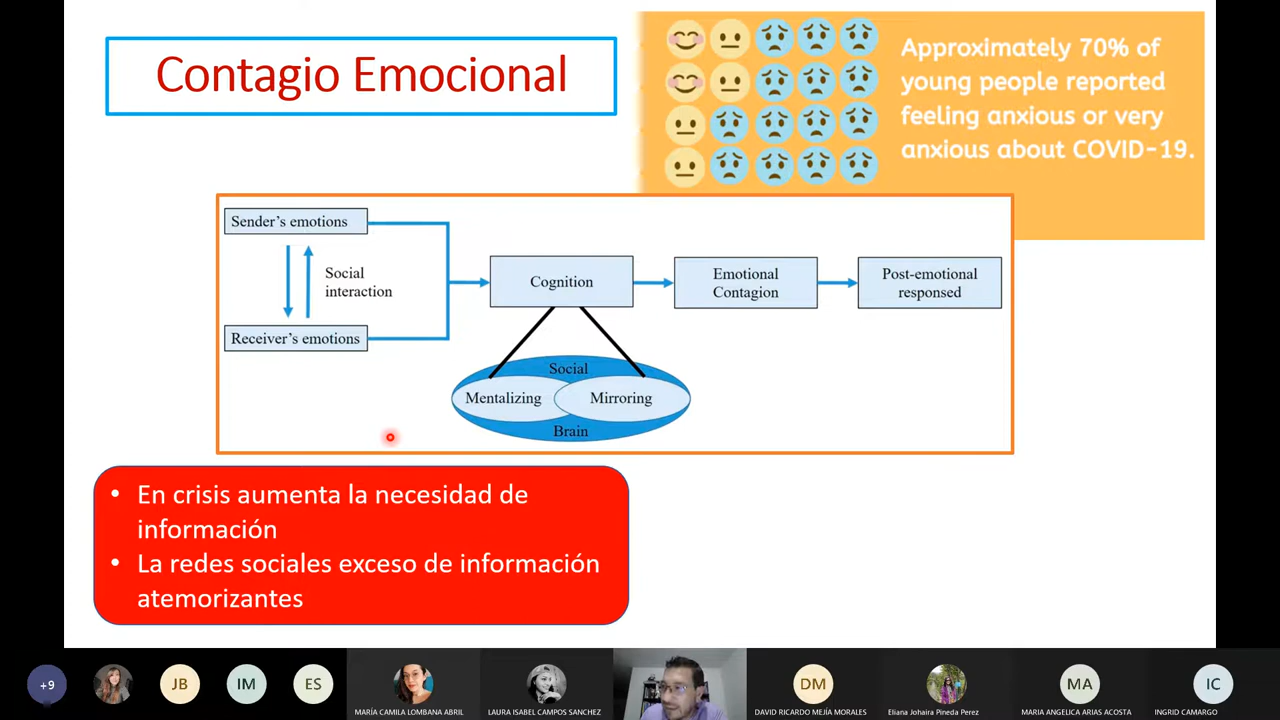 Contagio Emocional
Approximately 70% of
young people reported
feeling anxious or very
anxious about COVID-19.
Sender's emotions
Social
interaction
Receiver's emotions
Cognition
Emotional
Contagion
Post-emotional
responsed
Social
Mentalizing
Mirroring
Brain
• En crisis aumenta la necesidad de
información
• La redes sociales exceso de información
atemorizantes
+9
JB
IM
ES
MARÍA CAMILA LOMBANA ABRIL
LAURA ISABEL CAMPOS SANCHEZ
DM
DAVID RICARDO MEJÍA MORALES
Eliana Johaira Pineda Perez
MA
MARIA ANGELICA ARIAS ACOSTA
IC
INGRID CAMARGO